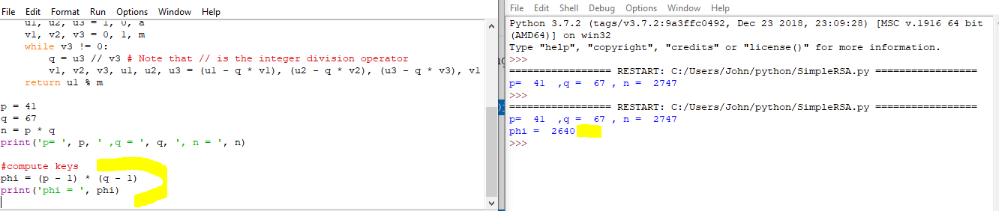 File Edit Format Run Options Window Help
u1, u2, u3 = 1, 0, a
v1, v2, v3 = 0, 1, m
while v3 != 0:
q = u3 // v3 # Note that // is the integer division operator
v1, v2, v3, u1, u2, u3 = (u1 - q * v1), (u2 - q * v2), (u3 - q * v3), v1
return u1 % m
p = 41
q = 67
n = p * q
print('p= ', p, ' ,q = ', q, ', n = ', n)
#compute keys
phi = (p - 1) * (q - 1)
print('phi = ', phi)
File Edit Shell Debug Options Window Help
Python 3.7.2 (tags/v3.7.2:9a3ffc0492, Dec 23 2018, 23:09:28) [MSC v.1916 64 bit
(AMD64)] on win32
Type "help", "copyright", "credits" or "license()" for more information.
>>>
================= RESTART: C:/Users/John/python/SimpleRSA.py =================
p=  41  ,q =  67 , n =  2747
>>>
================= RESTART: C:/Users/John/python/SimpleRSA.py =================
p=  41  ,q =  67 , n =  2747
phi =  2640
>>>